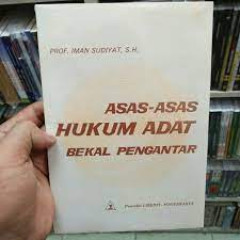 PROF. IMAN SUDIYAT, S.H.
ASAS-ASAS
HUKUM ADAT
BEKAL PENGANTAR